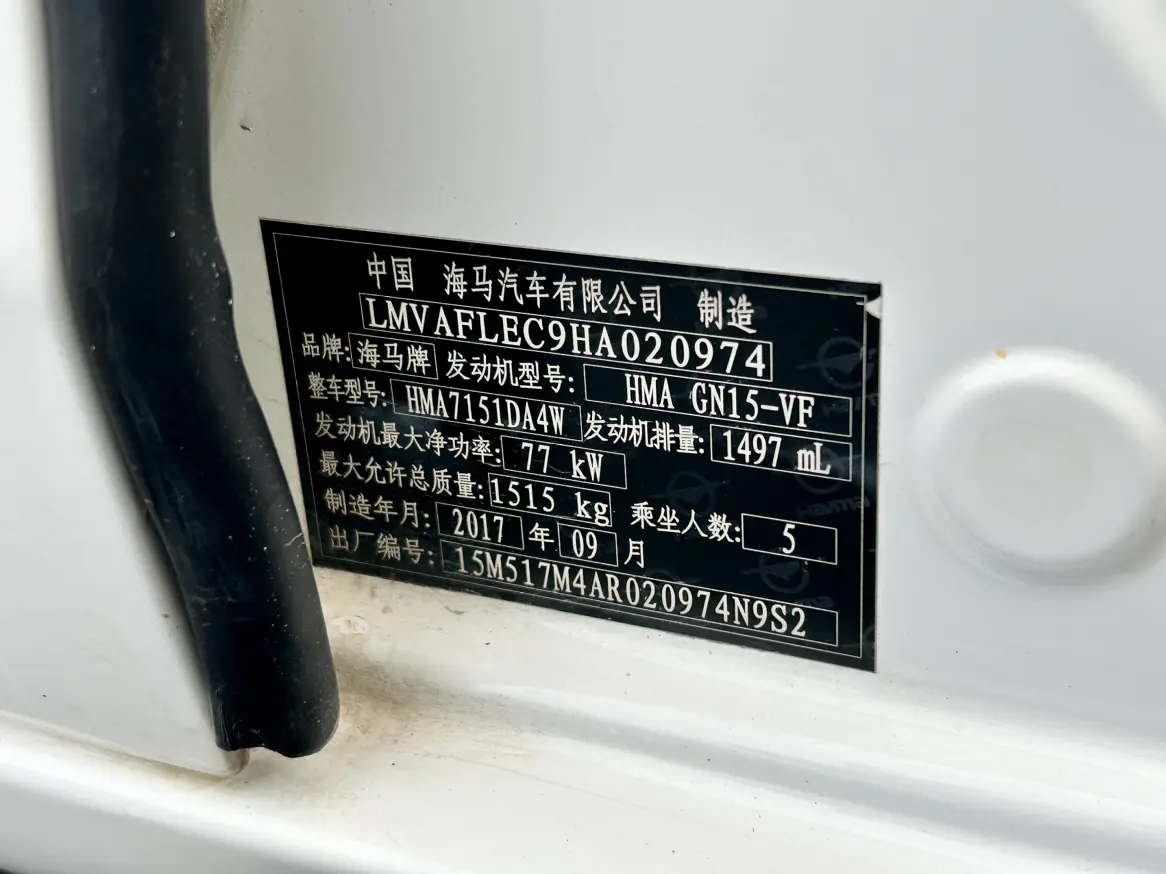 中国 海马汽车有限公司 制造
LMVAFLEC9HA020974
品牌: 海马牌 发动机型号: HMA GN15-VF
整车型号: HMA7151DA4W 发动机排量: 1497 mL
发动机最大净功率: 77 kW
最大允许总质量: 1515 kg 乘坐人数: 5
制造年月: 2017 年 09 月
出厂编号: 15M517M4AR020974N9S2